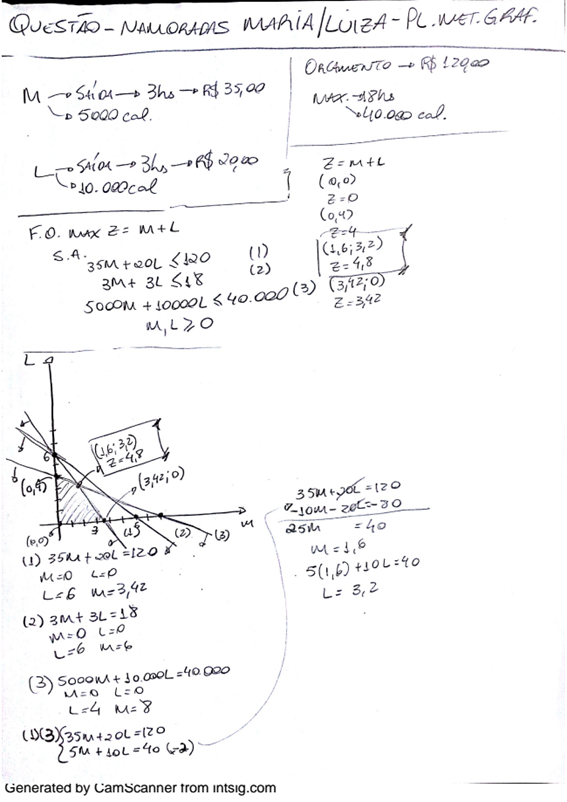 QUESTÃO - NAMORADAS MARIA/LUIZA - PL. MET. GRAF.
M → SAÍDA → 3hs → R$ 35,00
→ 5000 cal.
L → SAÍDA → 3hs → R$ 20,00
→ 10.000 cal
ORÇAMENTO → R$ 120,00
MAX. → 18hs
→ 40.000 cal.
F.O. MAX Z = M + L
S.A.
35M + 20L ≤ 120 (1)
3M + 3L ≤ 18 (2)
5000M + 10000L ≤ 40.000 (3)
M, L ≥ 0
Z = M + L
(0,0)
Z = 0
(0,4)
Z = 4
(1,6; 3,2)
Z = 4,8
(3,42; 0)
Z = 3,42
L
6
(0,4)
(1,6; 3,2)
Z = 4,8
(3,42; 0)
(0,0)
3
6
M
(1)
(2)
(3)
(1) 35M + 20L = 120
M = 0 L = 0
L = 6 M = 3,42
(2) 3M + 3L = 18
M = 0 L = 0
L = 6 M = 6
(3) 5000M + 10.000L = 40.000
M = 0 L = 0
L = 4 M = 8
(1)(3) { 35M + 20L = 120
{ 5M + 10L = 40 (-2)
35M + 20L = 120
-10M - 20L = -80
25M = 40
M = 1,6
5(1,6) + 10L = 40
L = 3,2
Generated by CamScanner from intsig.com